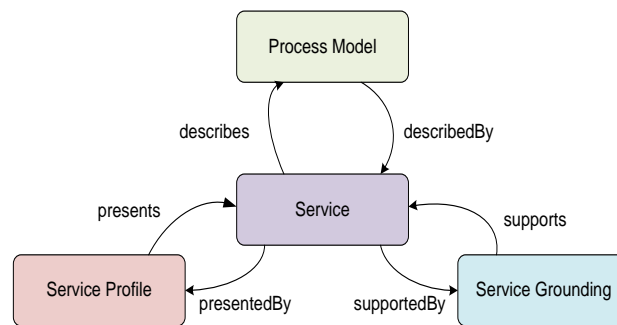 Process Model
describes
describedBy
Service
presents
supports
Service Profile
presentedBy
supportedBy
Service Grounding